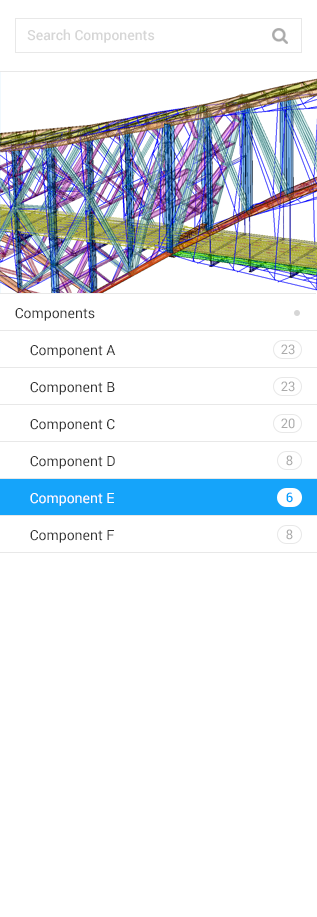 Search Components
Components
Component A 23
Component B 23
Component C 20
Component D 8
Component E 6
Component F 8